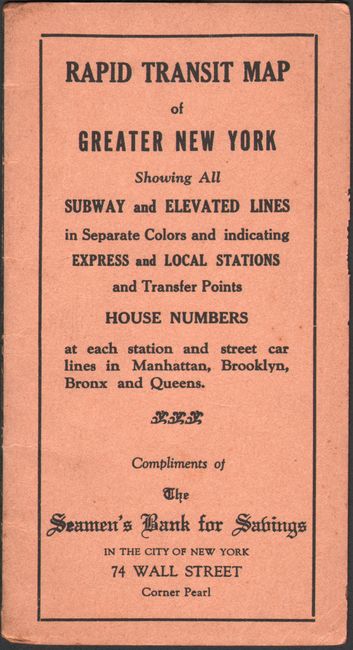 RAPID TRANSIT MAP
of
GREATER NEW YORK
Showing All
SUBWAY and ELEVATED LINES
in Separate Colors and indicating
EXPRESS and LOCAL STATIONS
and Transfer Points
HOUSE NUMBERS
at each station and street car
lines in Manhattan, Brooklyn,
Bronx and Queens.
Compliments of
The
Seamen's Bank for Savings
IN THE CITY OF NEW YORK
74 WALL STREET
Corner Pearl